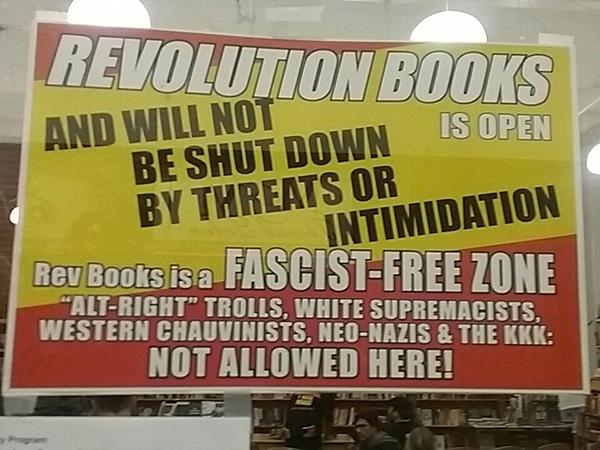 REVOLUTION BOOKS
IS OPEN
AND WILL NOT
BE SHUT DOWN
BY THREATS OR
INTIMIDATION
Rev Books is a FASCIST-FREE ZONE
"ALT-RIGHT" TROLLS, WHITE SUPREMACISTS,
WESTERN CHAUVINISTS, NEO-NAZIS & THE KKK:
NOT ALLOWED HERE!
y Program